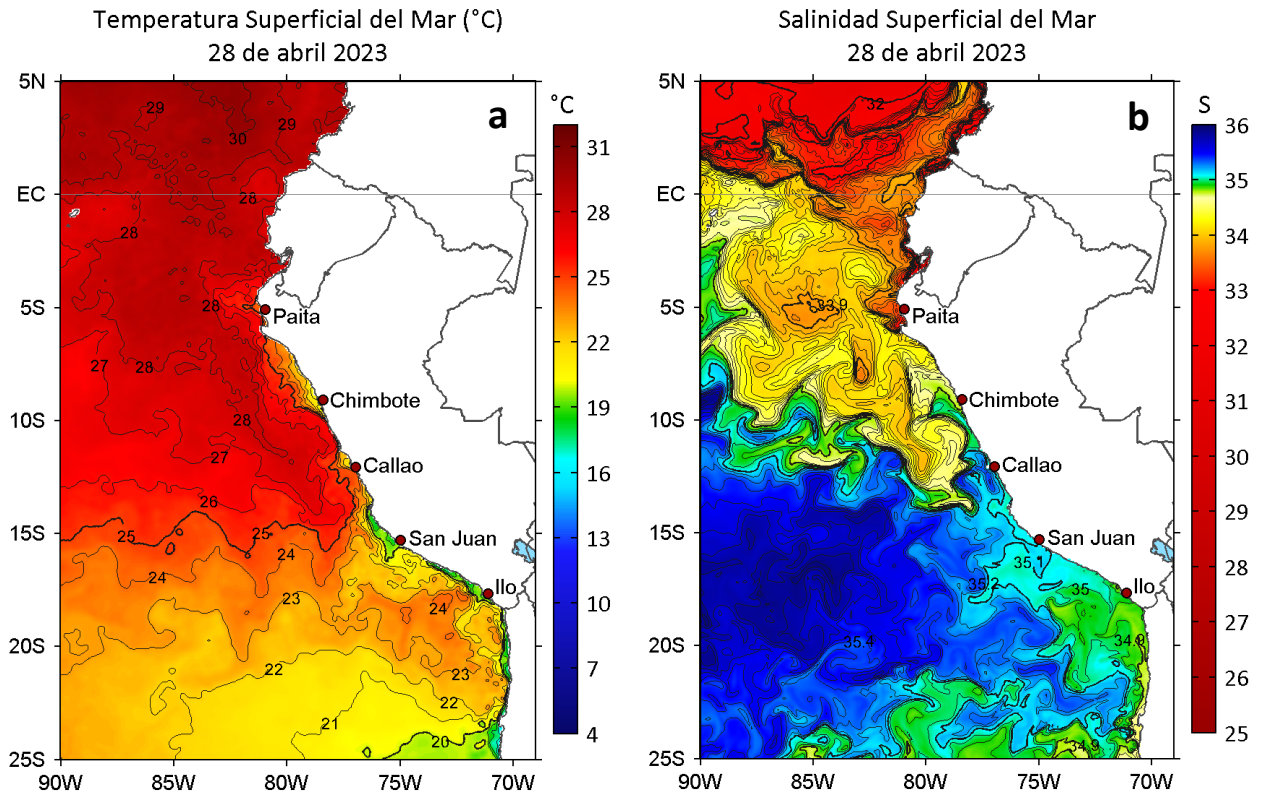 Temperatura Superficial del Mar (°C)
28 de abril 2023
Salinidad Superficial del Mar
28 de abril 2023
5N
EC
5S
10S
15S
20S
25S
90W
85W
80W
75W
70W
a
°C
31
28
25
22
19
16
13
10
7
4
29
30
29
28
28
28
27
28
28
27
26
25
25
24
24
23
24
22
23
22
21
20
Paita
Chimbote
Callao
San Juan
Ilo
5N
EC
5S
10S
15S
20S
25S
90W
85W
80W
75W
70W
b
S
36
35
34
33
32
31
30
29
28
27
26
25
32
33.9
35.1
35.2
35
35.4
34.9
34.9
Paita
Chimbote
Callao
San Juan
Ilo